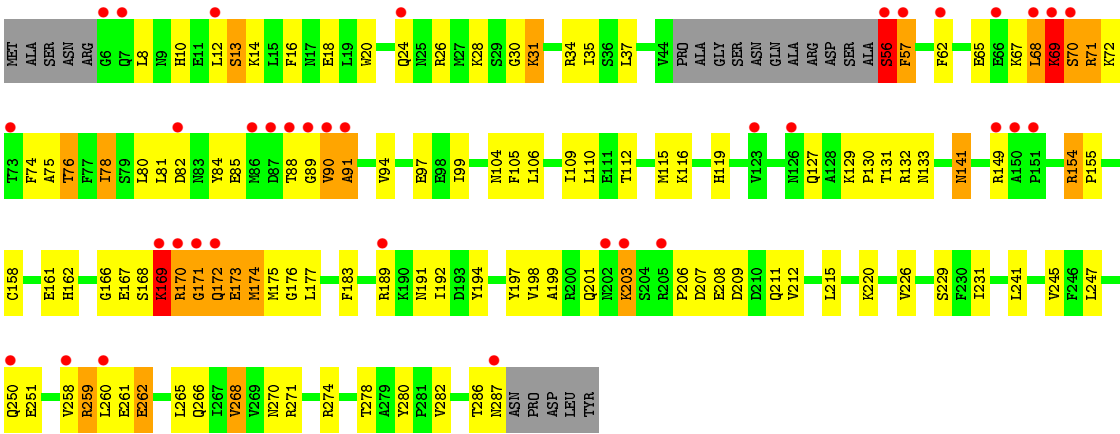 MET ALA SER ASN ARG G6 Q7 L8 N9 H10 E11 L12 S13 K14 L15 F16 N17 E18 L19 W20 Q24 N25 R26 M27 K28 S29 G30 K31 R34 I35 S36 L37 V44 PRO ALA GLY SER ASN GLN ALA ARG ASP SER ALA S56 F57 F62 E65 E66 K67 L68 K69 S70 R71 K72
T73 F74 A75 T76 F77 I78 S79 L80 L81 D82 N83 Y84 E85 M86 D87 T88 G89 V90 A91 V94 E97 E98 I99 N104 F105 L106 I109 L110 E111 T112 M115 K116 H119 V123 N126 Q127 A128 K129 P130 T131 R132 N133 N141 R149 A150 P151 R154 P155
C158 E161 H162 G166 E167 S168 K169 R170 G171 Q172 E173 M174 M175 G176 L177 F183 R189 K190 N191 I192 D193 Y194 Y197 V198 A199 R200 Q201 N202 K203 S204 R205 P206 D207 E208 D209 D210 Q211 V212 L215 K220 V226 S229 F230 I231 L241 V245 F246 L247
Q250 E251 V258 R259 L260 E261 E262 L265 Q266 I267 V268 V269 N270 R271 R274 T278 A279 Y280 P281 V282 T286 N287 ASN PRO ASP LEU TYR